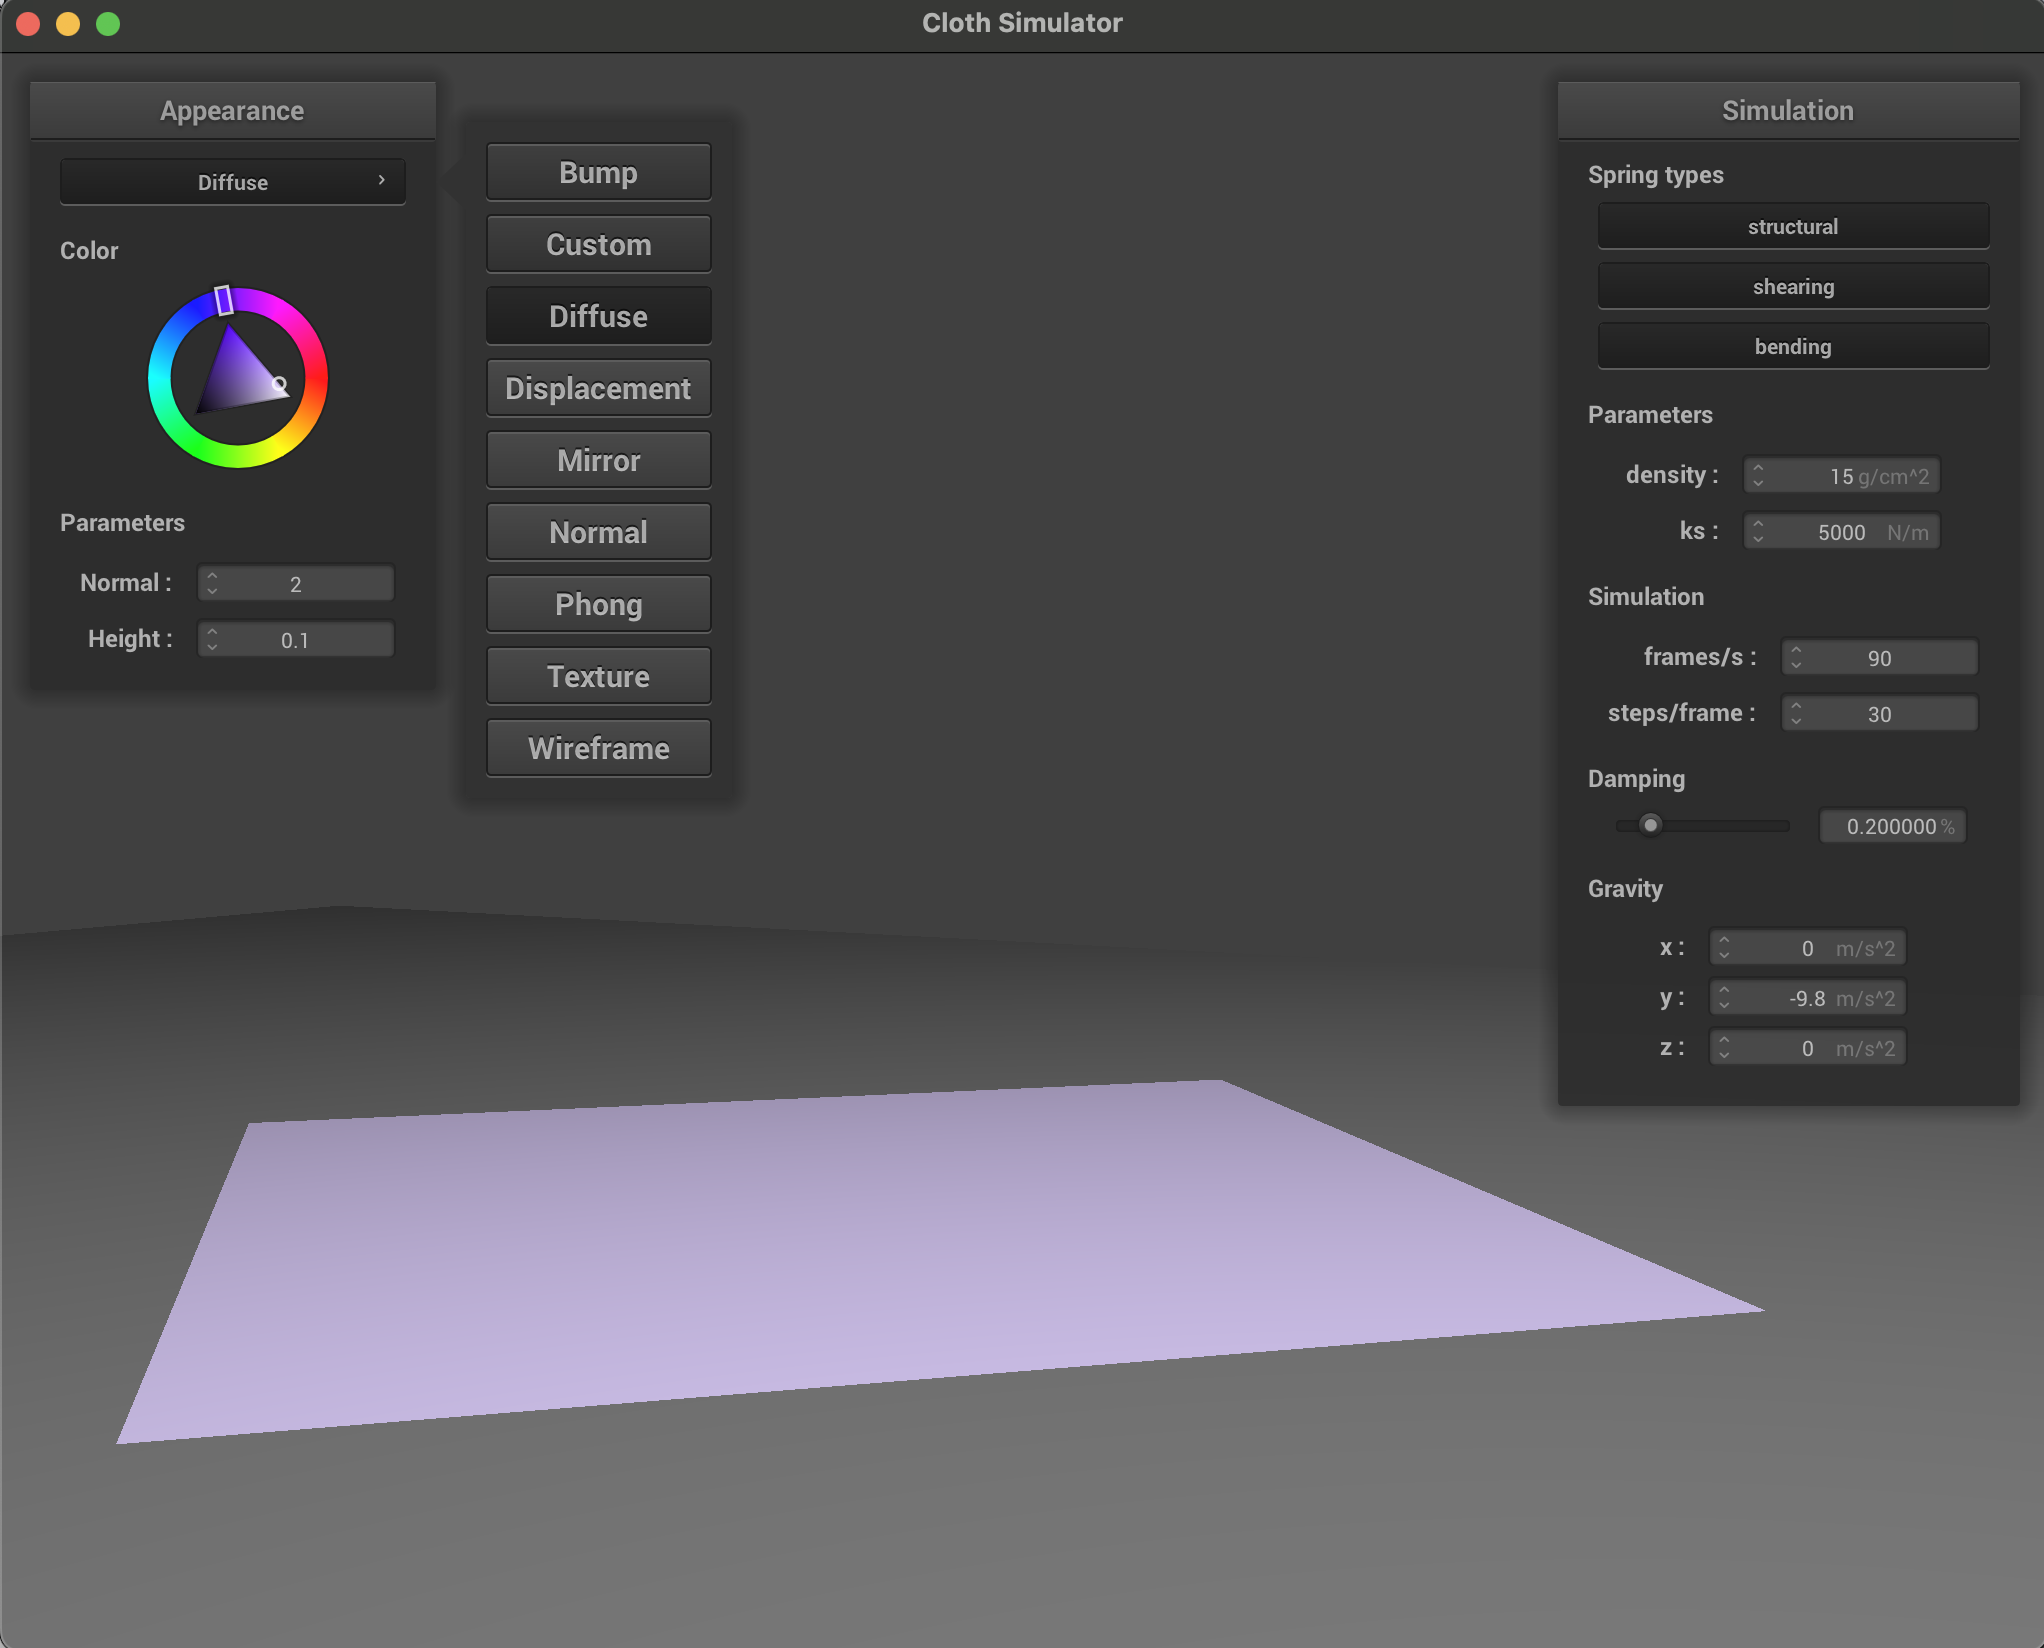 Cloth Simulator
Appearance
Diffuse
Color
Parameters
Normal : 2
Height : 0.1
Bump
Custom
Diffuse
Displacement
Mirror
Normal
Phong
Texture
Wireframe
Simulation
Spring types
structural
shearing
bending
Parameters
density : 15 g/cm^2
ks : 5000 N/m
Simulation
frames/s : 90
steps/frame : 30
Damping
0.200000 %
Gravity
x : 0 m/s^2
y : -9.8 m/s^2
z : 0 m/s^2